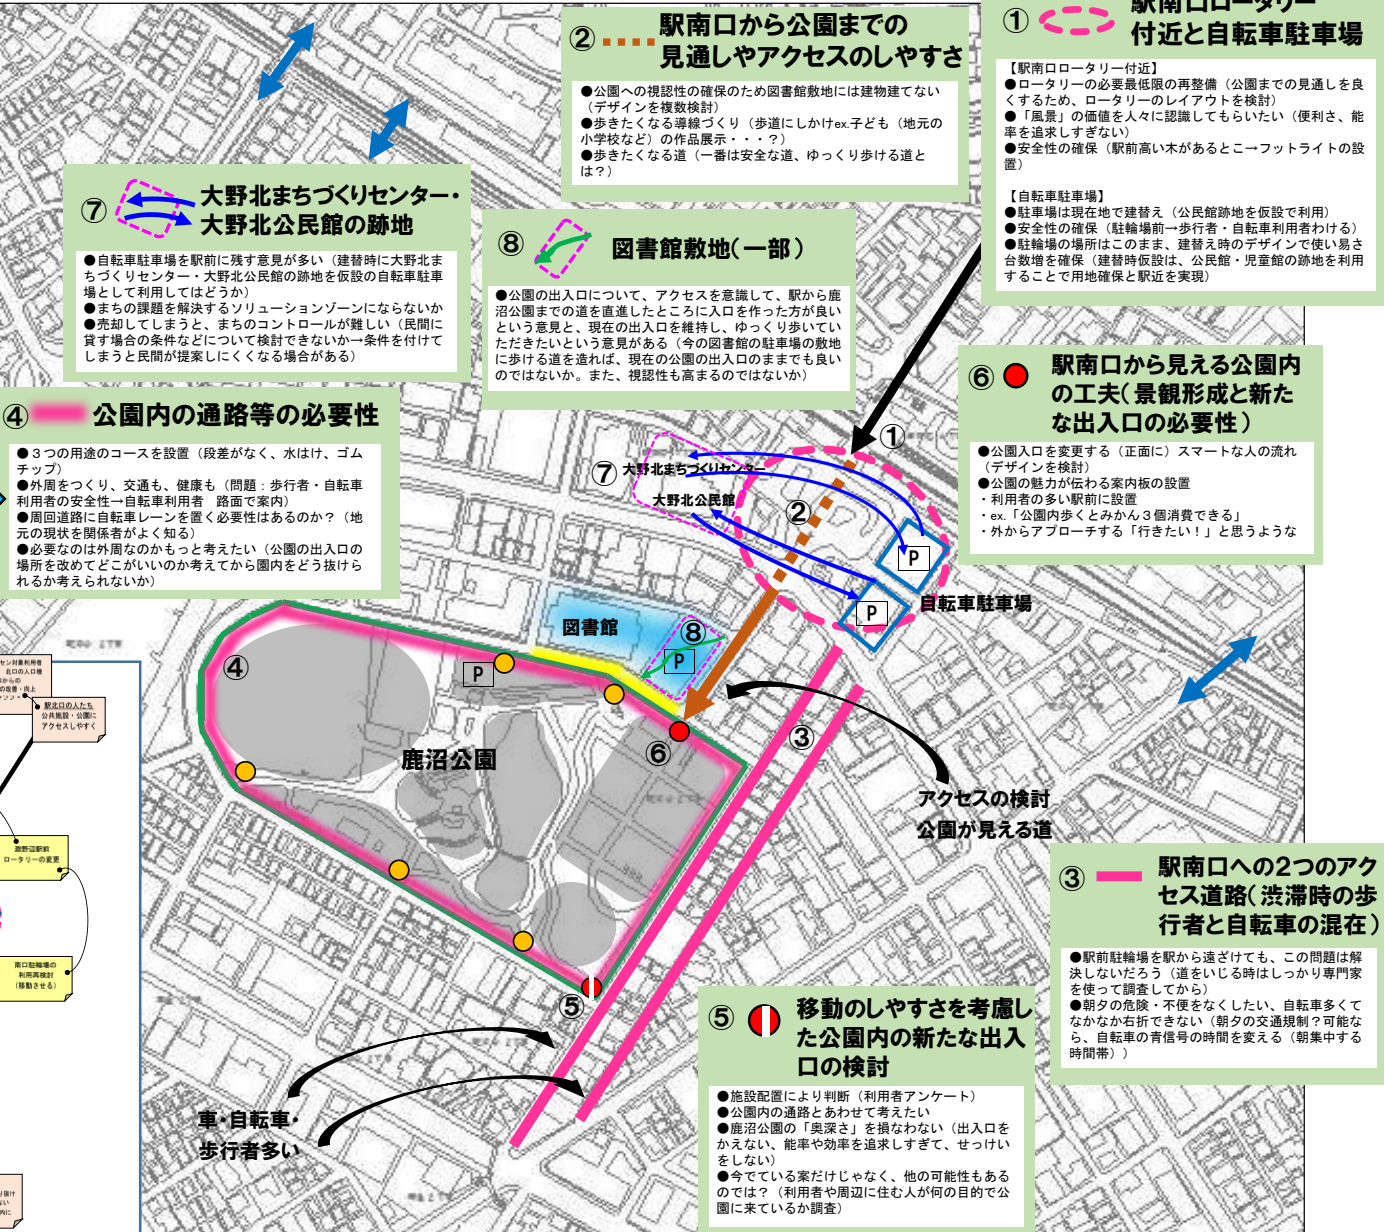 ② 駅南口から公園までの
見通しやアクセスのしやすさ
●公園への視認性の確保のため図書館敷地には建物建てない
（デザインを複数検討）
●歩きたくなる導線づくり（歩道にしかけex.子ども（地元の
小学校など）の作品展示・・・？）
●歩きたくなる道（一番は安全な道、ゆっくり歩ける道と
は？）
① 駅南口ロータリー
付近と自転車駐車場
【駅南口ロータリー付近】
●ロータリーの必要最低限の再整備（公園までの見通しを良
くするため、ロータリーのレイアウトを検討）
●「風景」の価値を人々に認識してもらいたい（便利さ、能
率を追求しすぎない）
●安全性の確保（駅前高い木があるとこ→フットライトの設
置）
【自転車駐車場】
●駐車場は現在地で建替え（公民館跡地を仮設で利用）
●安全性の確保（駐輪場前→歩行者・自転車利用者わける）
●駐輪場の場所はこのまま、建替え時のデザインで使い易さ
台数増を確保（建替時仮設は、公民館・児童館の跡地を利用
することで用地確保と駅近を実現）
⑦ 大野北まちづくりセンター・
大野北公民館の跡地
●自転車駐車場を駅前に残す意見が多い（建替時に大野北ま
ちづくりセンター・大野北公民館の跡地を仮設の自転車駐車
場として利用してはどうか）
●まちの課題を解決するソリューションゾーンにならないか
●売却してしまうと、まちのコントロールが難しい（民間に
貸す場合の条件などについて検討できないか→条件を付けて
しまうと民間が提案しにくくなる場合がある）
⑧ 図書館敷地（一部）
●公園の出入口について、アクセスを意識して、駅から鹿
沼公園までの道を直進したところに入口を作った方が良い
という意見と、現在の出入口を維持し、ゆっくり歩いてい
ただきたいという意見がある（今の図書館の駐車場の敷地
に歩ける道を造れば、現在の公園の出入口のままでも良い
のではないか。また、視認性も高まるのではないか）
⑥ 駅南口から見える公園内
の工夫（景観形成と新た
な出入口の必要性）
●公園入口を変更する（正面に）スマートな人の流れ
（デザインを検討）
●公園の魅力が伝わる案内板の設置
・利用者の多い駅前に設置
・ex.「公園内歩くとみかん３個消費できる」
・外からアプローチする「行きたい！」と思うような
④ 公園内の通路等の必要性
●３つの用途のコースを設置（段差がなく、水はけ、ゴム
チップ）
●外周をつくり、交通も、健康も（問題：歩行者・自転車
利用者の安全性→自転車利用者　路面で案内）
●周回道路に自転車レーンを置く必要性はあるのか？（地
元の現状を関係者がよく知る）
●必要なのは外周なのかもっと考えたい（公園の出入口の
場所を改めてどこがいいのか考えてから園内をどう抜けら
れるか考えられないか）
①
⑦ 大野北まちづくりセンター
大野北公民館
②
P
P
自転車駐車場
図書館
⑧
P
④
P
⑥
③
鹿沼公園
アクセスの検討
公園が見える道
⑤
車・自転車・
歩行者多い
駅北口の人たち
公共施設・公園に
アクセスしやすく
淵野辺駅前
ロータリーの変更
南口駐輪場の
利用再検討
（移動させる）
③ 駅南口への2つのアク
セス道路（渋滞時の歩
行者と自転車の混在）
●駅前駐輪場を駅から遠ざけても、この問題は解
決しないだろう（道をいじる時はしっかり専門家
を使って調査してから）
●朝夕の危険・不便をなくしたい、自転車多くて
なかなか右折できない（朝夕の交通規制？可能な
ら、自転車の青信号の時間を変える（朝集中する
時間帯））
⑤ 移動のしやすさを考慮し
た公園内の新たな出入
口の検討
●施設配置により判断（利用者アンケート）
●公園内の通路とあわせて考えたい
●鹿沼公園の「奥深さ」を損なわない（出入口を
かえない、能率や効率を追求しすぎて、せっけい
をしない）
●今でている案だけじゃなく、他の可能性もある
のでは？（利用者や周辺に住む人が何の目的で公
園に来ているか調査）